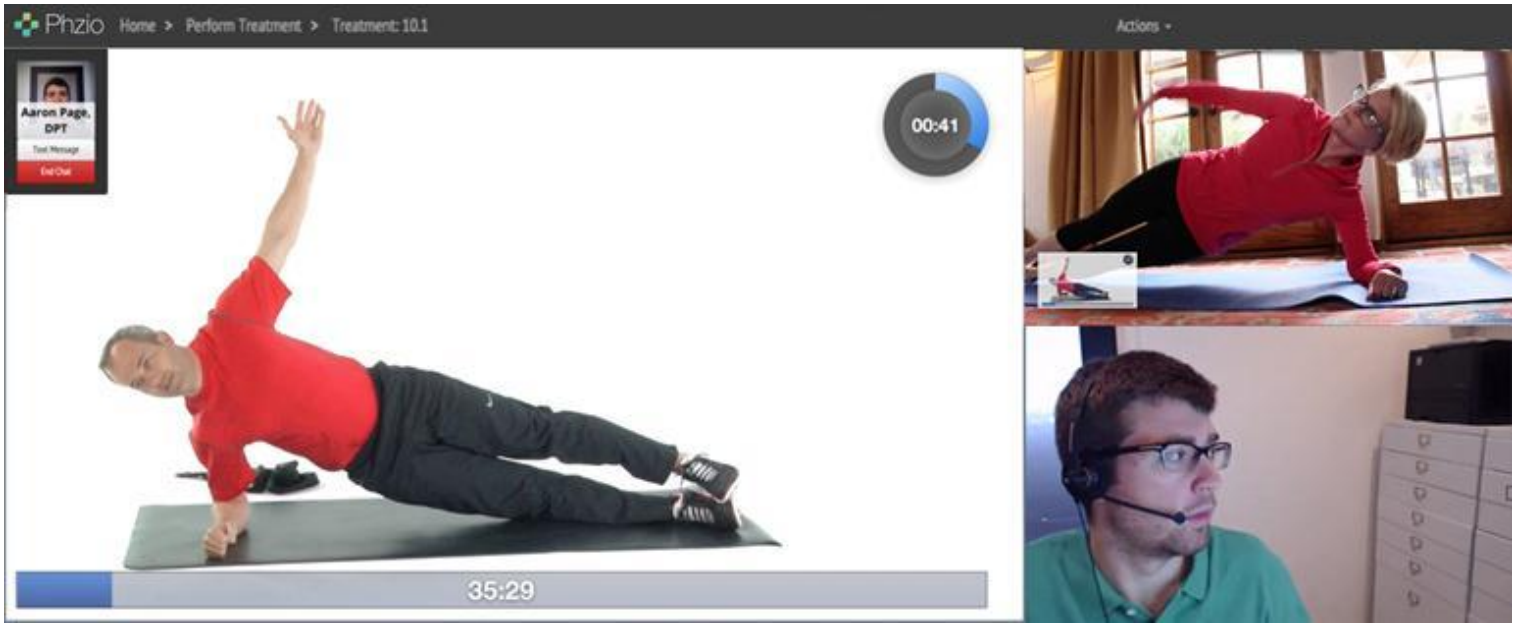 Phzio Home > Perform Treatment > Treatment: 10.1 Actions
Aaron Page,
DPT
Text Message
End Chat
00:41
35:29